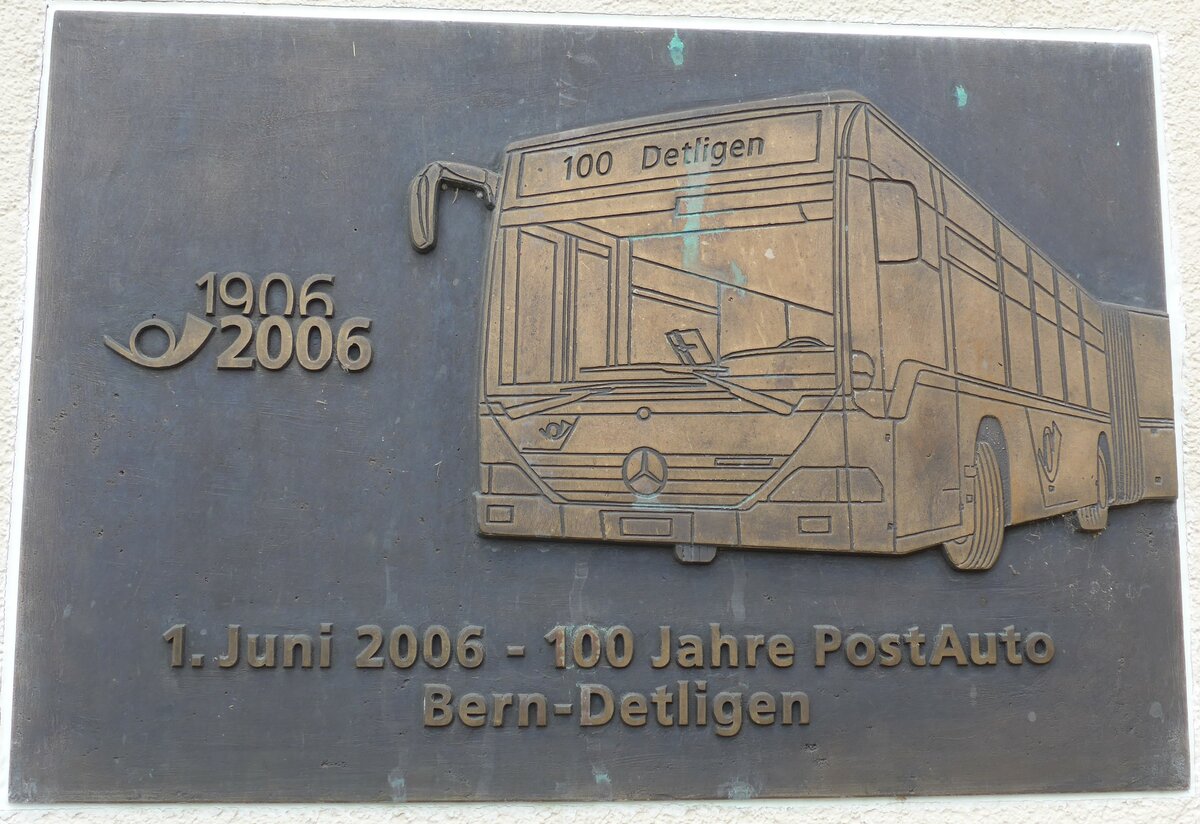 100 Detligen
1906
2006
1. Juni 2006 - 100 Jahre PostAuto
Bern-Detligen